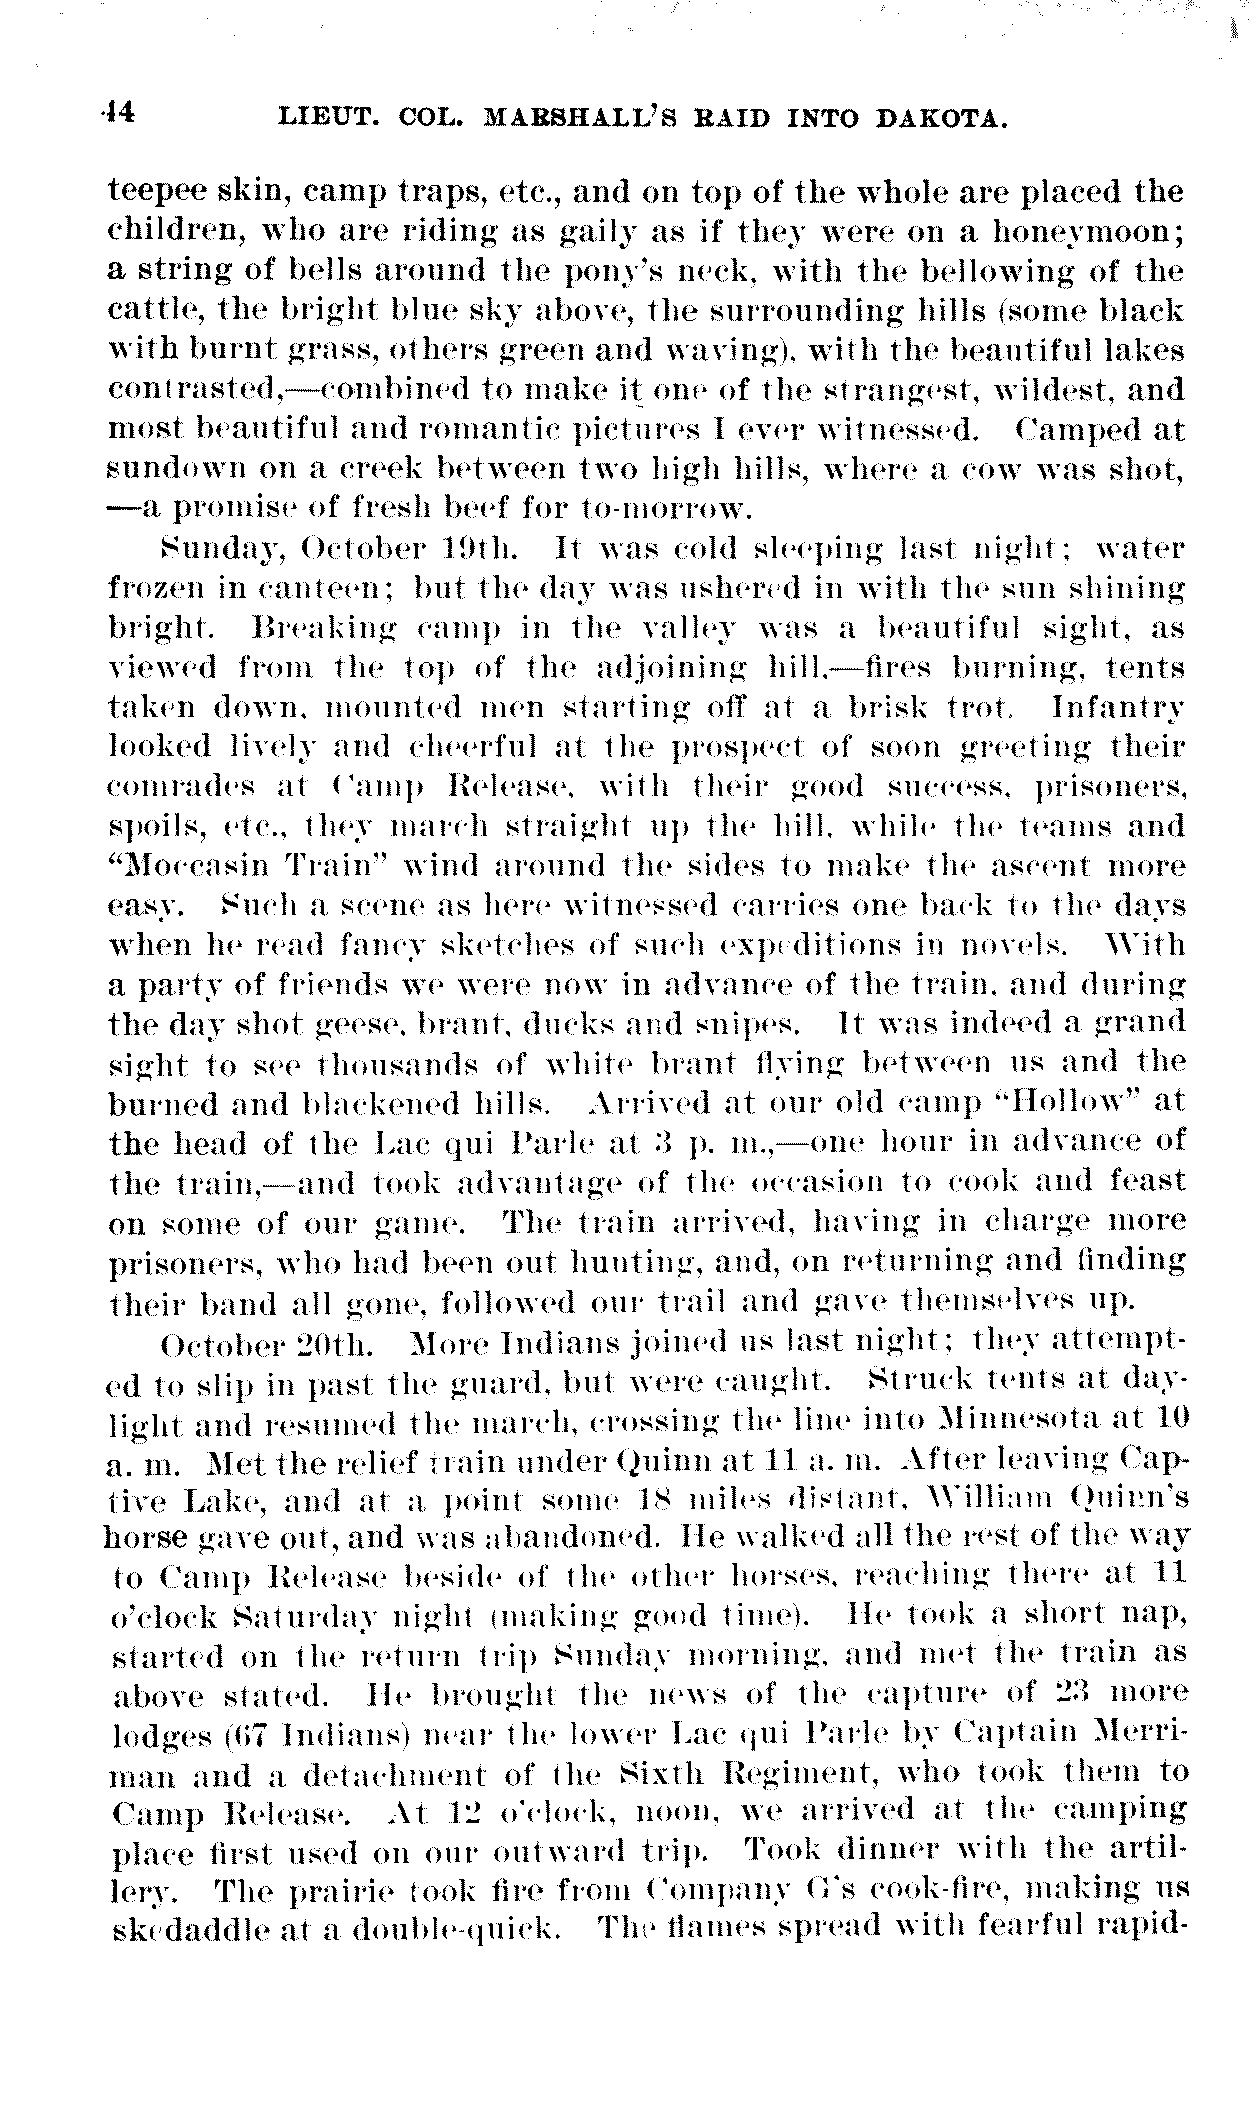 44 LIEUT. COL. MARSHALL'S RAID INTO DAKOTA.
teepee skin, camp traps, etc., and on top of the whole are placed the
children, who are riding as gaily as if they were on a honeymoon;
a string of bells around the pony's neck, with the bellowing of the
cattle, the bright blue sky above, the surrounding hills (some black
with burnt grass, others green and waving), with the beautiful lakes
contrasted,—combined to make it one of the strangest, wildest, and
most beautiful and romantic pictures I ever witnessed. Camped at
sundown on a creek between two high hills, where a cow was shot,
—a promise of fresh beef for to-morrow.
Sunday, October 19th. It was cold sleeping last night; water
frozen in canteen; but the day was ushered in with the sun shining
bright. Breaking camp in the valley was a beautiful sight, as
viewed from the top of the adjoining hill,—fires burning, tents
taken down, mounted men starting off at a brisk trot. Infantry
looked lively and cheerful at the prospect of soon greeting their
comrades at Camp Release, with their good success, prisoners,
spoils, etc., they march straight up the hill, while the teams and
"Moccasin Train" wind around the sides to make the ascent more
easy. Such a scene as here witnessed carries one back to the days
when he read fancy sketches of such expeditions in novels. With
a party of friends we were now in advance of the train, and during
the day shot geese, brant, ducks and snipes. It was indeed a grand
sight to see thousands of white brant flying between us and the
burned and blackened hills. Arrived at our old camp "Hollow" at
the head of the Lac qui Parle at 3 p. m.,—one hour in advance of
the train,—and took advantage of the occasion to cook and feast
on some of our game. The train arrived, having in charge more
prisoners, who had been out hunting, and, on returning and finding
their band all gone, followed our trail and gave themselves up.
October 20th. More Indians joined us last night; they attempt-
ed to slip in past the guard, but were caught. Struck tents at day-
light and resumed the march, crossing the line into Minnesota at 10
a. m. Met the relief train under Quinn at 11 a. m. After leaving Cap-
tive Lake, and at a point some 18 miles distant, William Quinn's
horse gave out, and was abandoned. He walked all the rest of the way
to Camp Release beside of the other horses, reaching there at 11
o'clock Saturday night (making good time). He took a short nap,
started on the return trip Sunday morning, and met the train as
above stated. He brought the news of the capture of 23 more
lodges (67 Indians) near the lower Lac qui Parle by Captain Merri-
man and a detachment of the Sixth Regiment, who took them to
Camp Release. At 12 o'clock, noon, we arrived at the camping
place first used on our outward trip. Took dinner with the artil-
lery. The prairie took fire from Company G's cook-fire, making us
skedaddle at a double-quick. The flames spread with fearful rapid-